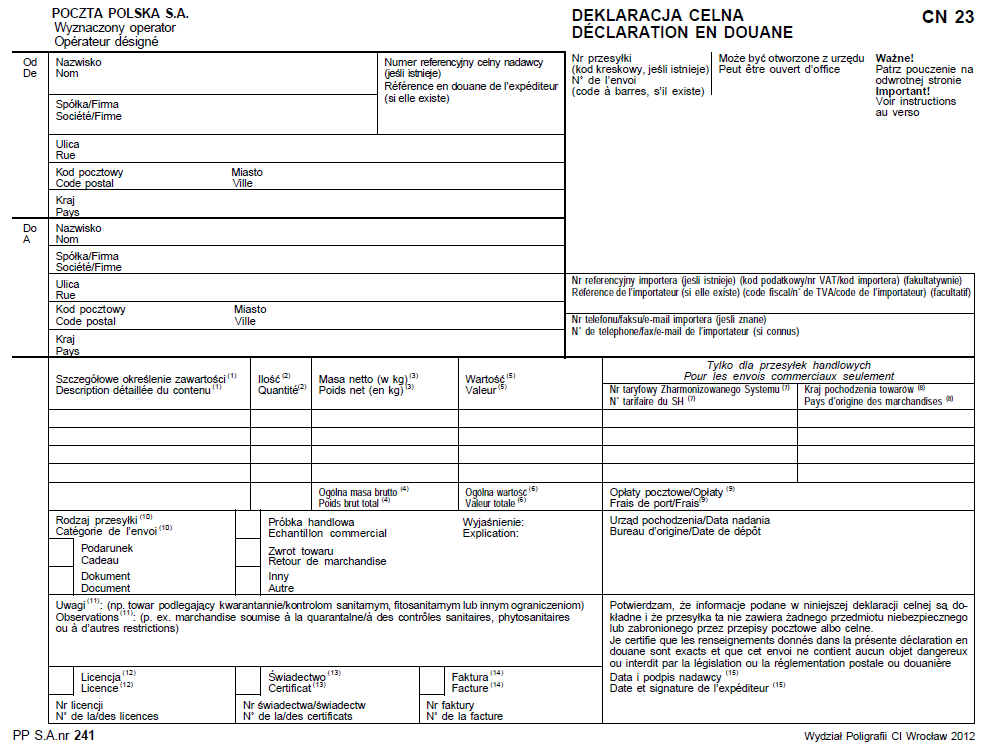 POCZTA POLSKA S.A.
Wyznaczony operator
Opérateur désigné
DEKLARACJA CELNA
DÉCLARATION EN DOUANE
CN 23
Od
De
Nazwisko
Nom
Numer referencyjny celny nadawcy
(jeśli istnieje)
Référence en douane de l'expéditeur
(si elle existe)
Nr przesyłki
(kod kreskowy, jeśli istnieje)
N° de l'envoi
(code à barres, s'il existe)
Może być otworzone z urzędu
Peut être ouvert d'office
Ważne!
Patrz pouczenie na
odwrotnej stronie
Important!
Voir instructions
au verso
Spółka/Firma
Société/Firme
Ulica
Rue
Kod pocztowy
Code postal
Miasto
Ville
Kraj
Pays
Do
A
Nazwisko
Nom
Spółka/Firma
Société/Firme
Ulica
Rue
Kod pocztowy
Code postal
Miasto
Ville
Kraj
Pays
Nr referencyjny importera (jeśli istnieje) (kod podatkowy/nr VAT/kod importera) (fakultatywnie)
Référence de l'importateur (si elle existe) (code fiscal/n° de TVA/code de l'importateur) (facultatif)
Nr telefonu/faksu/e-mail importera (jeśli znane)
N° de téléphone/fax/e-mail de l'importateur (si connus)
Szczegółowe określenie zawartości (1)
Description détaillée du contenu (1)
Ilość (2)
Quantité(2)
Masa netto (w kg)(3)
Poids net (en kg)(3)
Wartość(5)
Valeur(5)
Tylko dla przesyłek handlowych
Pour les envois commerciaux seulement
Nr taryfowy Zharmonizowanego Systemu (7)
N° tarifaire du SH (7)
Kraj pochodzenia towarów (8)
Pays d'origine des marchandises (8)
Ogólna masa brutto (4)
Poids brut total (4)
Ogólna wartość(6)
Valeur totale(6)
Opłaty pocztowe/Opłaty (9)
Frais de port/Frais(9)
Rodzaj przesyłki (10)
Catégorie de l'envoi (10)
Podarunek
Cadeau
Dokument
Document
Próbka handlowa
Echantillon commercial
Zwrot towaru
Retour de marchandise
Inny
Autre
Wyjaśnienie:
Explication:
Urząd pochodzenia/Data nadania
Bureau d'origine/Date de dépôt
Uwagi (11): (np. towar podlegający kwarantannie/kontrolom sanitarnym, fitosanitarnym lub innym ograniczeniom)
Observations (11): (p. ex. marchandise soumise à la quarantaine/à des contrôles sanitaires, phytosanitaires
ou à d'autres restrictions)
Potwierdzam, że informacje podane w niniejszej deklaracji celnej są do-
kładne i że przesyłka ta nie zawiera żadnego przedmiotu niebezpiecznego
lub zabronionego przez przepisy pocztowe albo celne.
Je certifie que les renseignements donnés dans la présente déclaration en
douane sont exacts et que cet envoi ne contient aucun objet dangereux
ou interdit par la législation ou la réglementation postale ou douanière
Data i podpis nadawcy (15)
Date et signature de l'expéditeur (15)
Licencja (12)
Licence (12)
Świadectwo (13)
Certificat (13)
Faktura (14)
Facture (14)
Nr licencji
N° de la/des licences
Nr świadectwa/świadectw
N° de la/des certificats
Nr faktury
N° de la facture
PP S.A.nr 241
Wydział Poligrafii CI Wrocław 2012